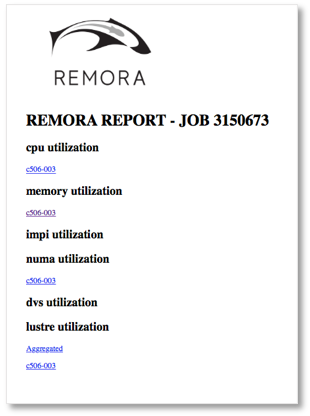 REMORA
REMORA REPORT - JOB 3150673
cpu utilization
c506-003
memory utilization
c506-003
impi utilization
numa utilization
c506-003
dvs utilization
lustre utilization
Aggregated
c506-003